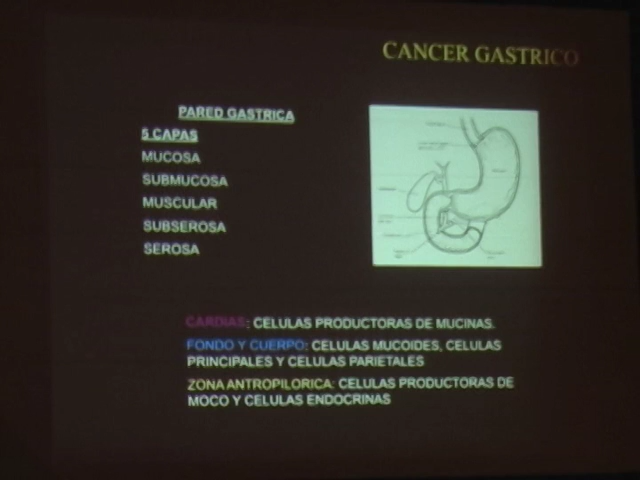 CANCER GASTRICO
PARED GASTRICA
5 CAPAS
MUCOSA
SUBMUCOSA
MUSCULAR
SUBSEROSA
SEROSA
CARDIAS: CELULAS PRODUCTORAS DE MUCINAS.
FONDO Y CUERPO: CELULAS MUCOIDES, CELULAS
PRINCIPALES Y CELULAS PARIETALES
ZONA ANTROPILORICA: CELULAS PRODUCTORAS DE
MOCO Y CELULAS ENDOCRINAS